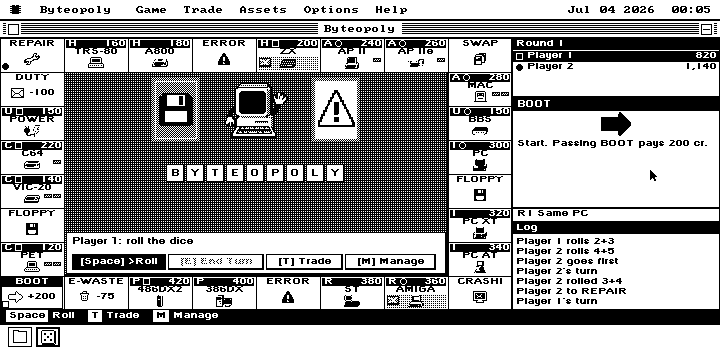 Byteopoly Game Trade Assets Options Help Jul 04 2026 00:05
Byteopoly
REPAIR
H 160
TRS-80
H 180
A800
ERROR
H 200
ZX
A 240
AP II
A 260
AP IIe
SWAP
DUTY
-100
U 150
POWER
C 220
C64
C 140
VIC-20
FLOPPY
C 120
PET
BOOT
+200
A 280
MAC
U 150
BBS
I 300
PC
FLOPPY
I 320
PC XT
I 340
PC AT
CRASH!
BYTEOPOLY
Player 1: roll the dice
[Space] >Roll [E] End Turn [T] Trade [M] Manage
E-WASTE
-75
P 420
486DX2
P 400
386DX
ERROR
R 380
ST
R 360
AMIGA
Round 1
Player 1 820
Player 2 1,140
BOOT
Start. Passing BOOT pays 200 cr.
R1 Same PC
Log
Player 1 rolls 2+3
Player 2 rolls 4+5
Player 2 goes first
Player 2's turn
Player 2 rolled 3+4
Player 2 to REPAIR
Player 1's turn
Space Roll T Trade M Manage